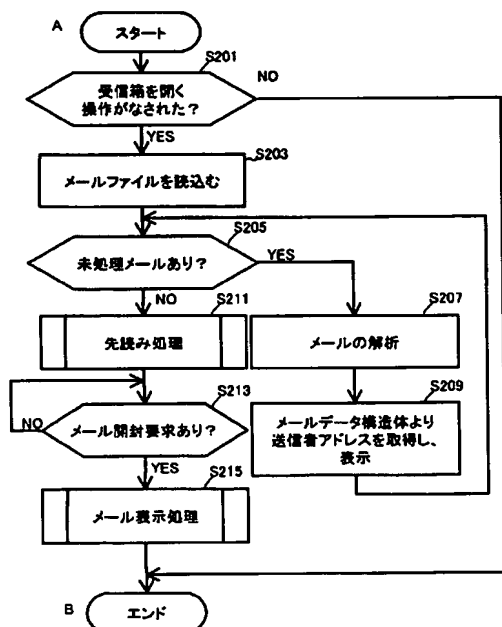 A
スタート
S201
NO
受信箱を開く
操作がなされた?
YES
S203
メールファイルを読込む
S205
未処理メールあり?
YES
NO
S211
先読み処理
S207
メールの解析
S213
NO
メール開封要求あり?
S209
メールデータ構造体より
送信者アドレスを取得し、
表示
YES
S215
メール表示処理
B
エンド